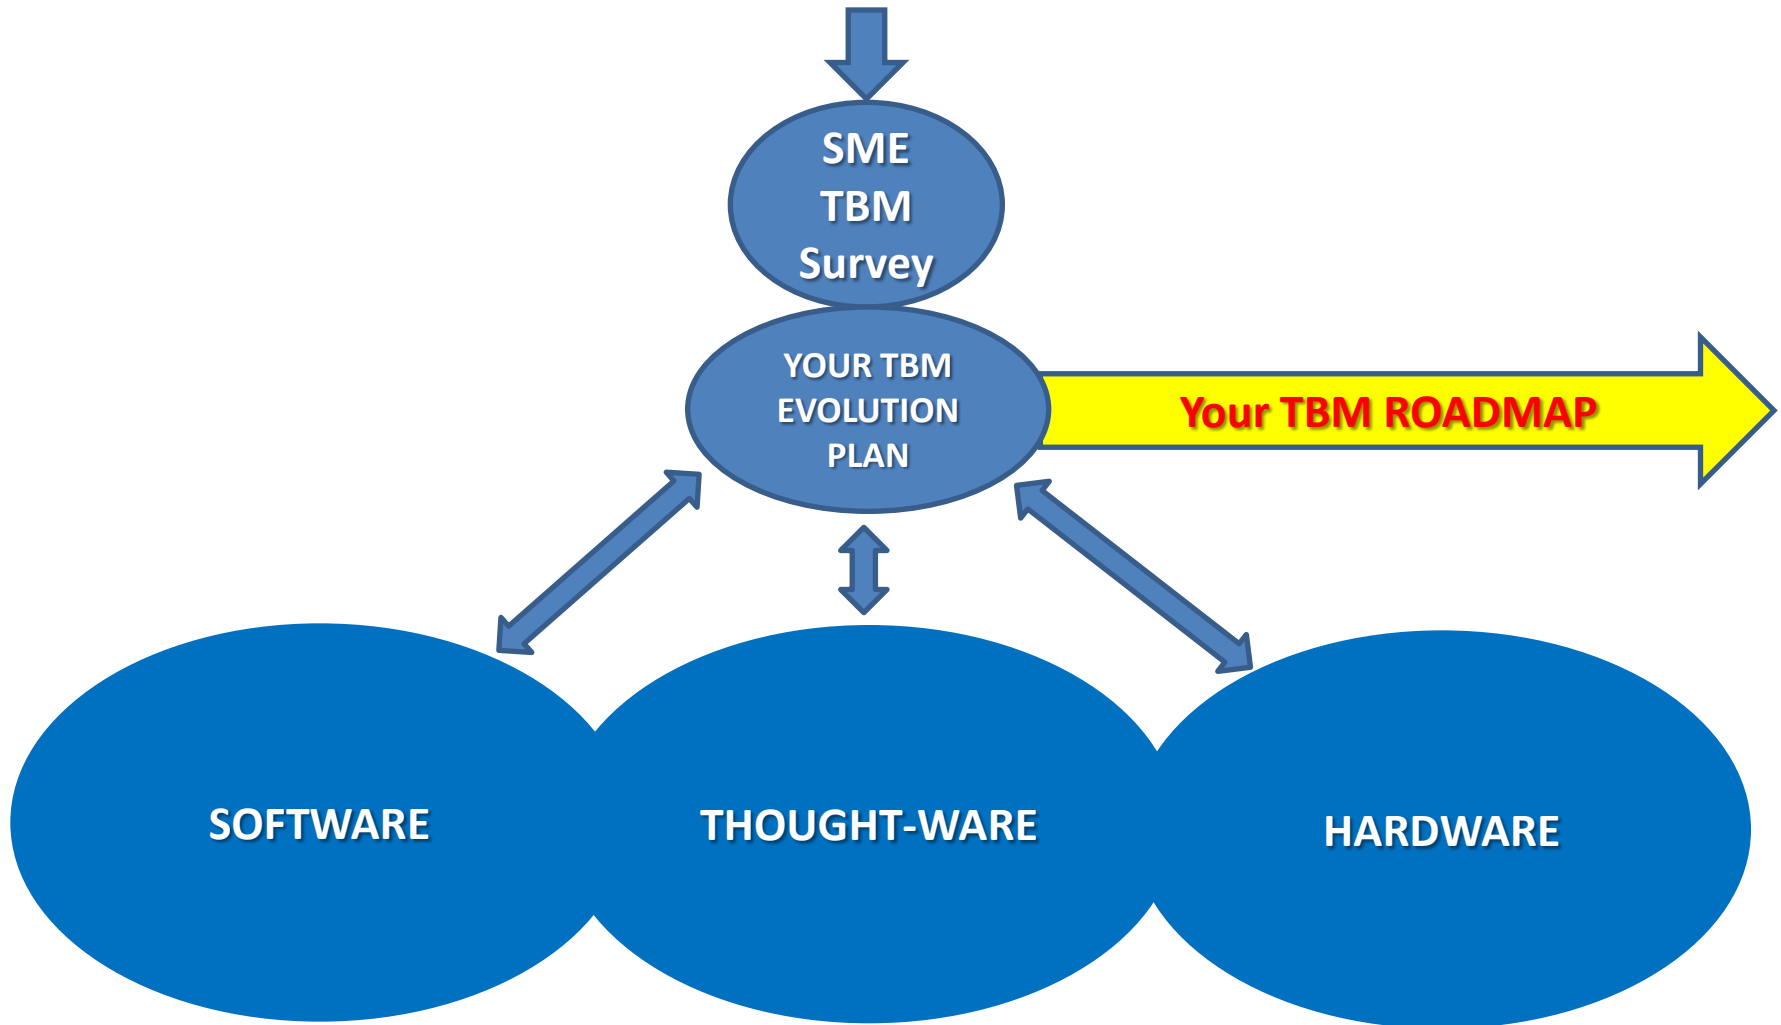 SME
TBM
Survey
YOUR TBM
EVOLUTION
PLAN
Your TBM ROADMAP
SOFTWARE
THOUGHT-WARE
HARDWARE